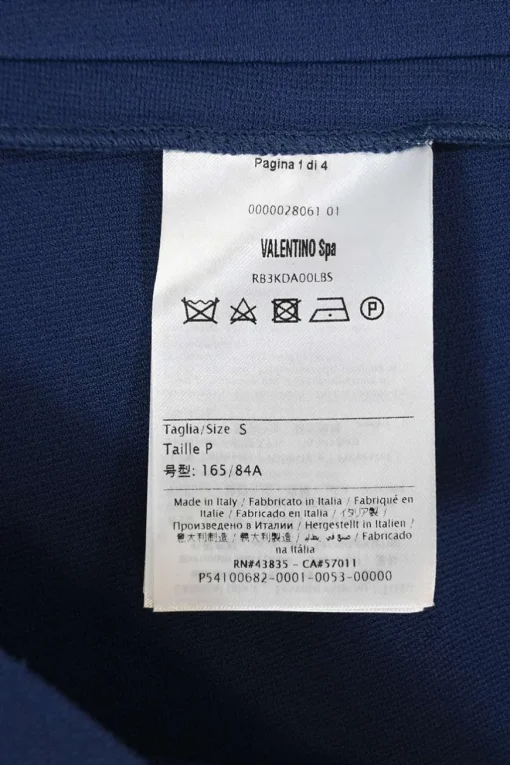 Pagina 1 di 4
0000028061 01
VALENTINO Spa
RB3KDA00LBS
P
Taglia/Size S
Taille P
号型: 165/84A
Made in Italy / Fabbricato in Italia / Fabriqué en
Italie / Fabricado en Italia / イタリア製 /
Произведено в Италии / Hergestellt in Italien /
意大利制造 / 義大利製造 / صنع في إيطاليا / Fabricado
na Itália
RN#43835 - CA#57011
P54100682-0001-0053-00000